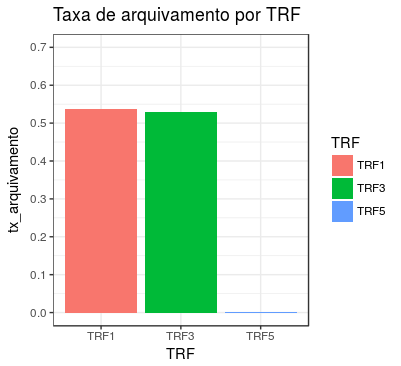 Taxa de arquivamento por TRF
tx_arquivamento
0.7
0.6
0.5
0.4
0.3
0.2
0.1
0.0
TRF1 TRF3 TRF5
TRF
TRF
TRF1
TRF3
TRF5